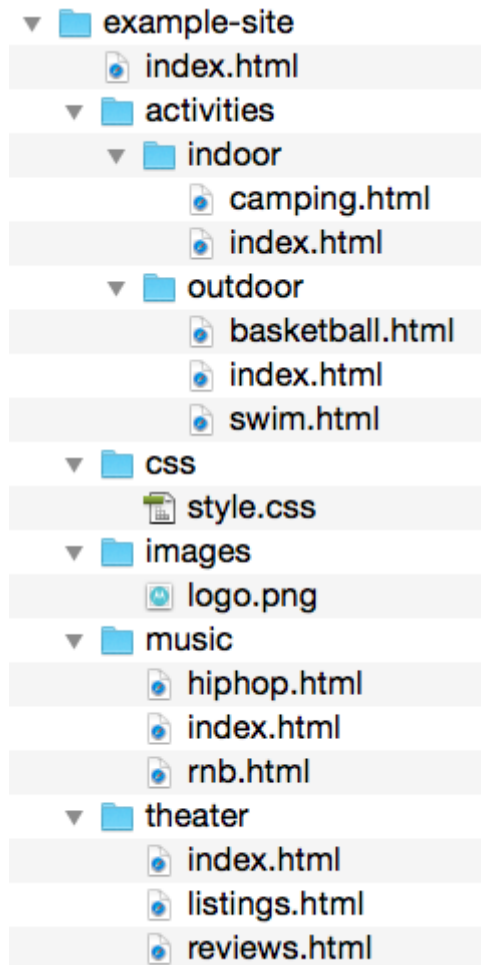 example-site
index.html
activities
indoor
camping.html
index.html
outdoor
basketball.html
index.html
swim.html
css
style.css
images
logo.png
music
hiphop.html
index.html
rnb.html
theater
index.html
listings.html
reviews.html